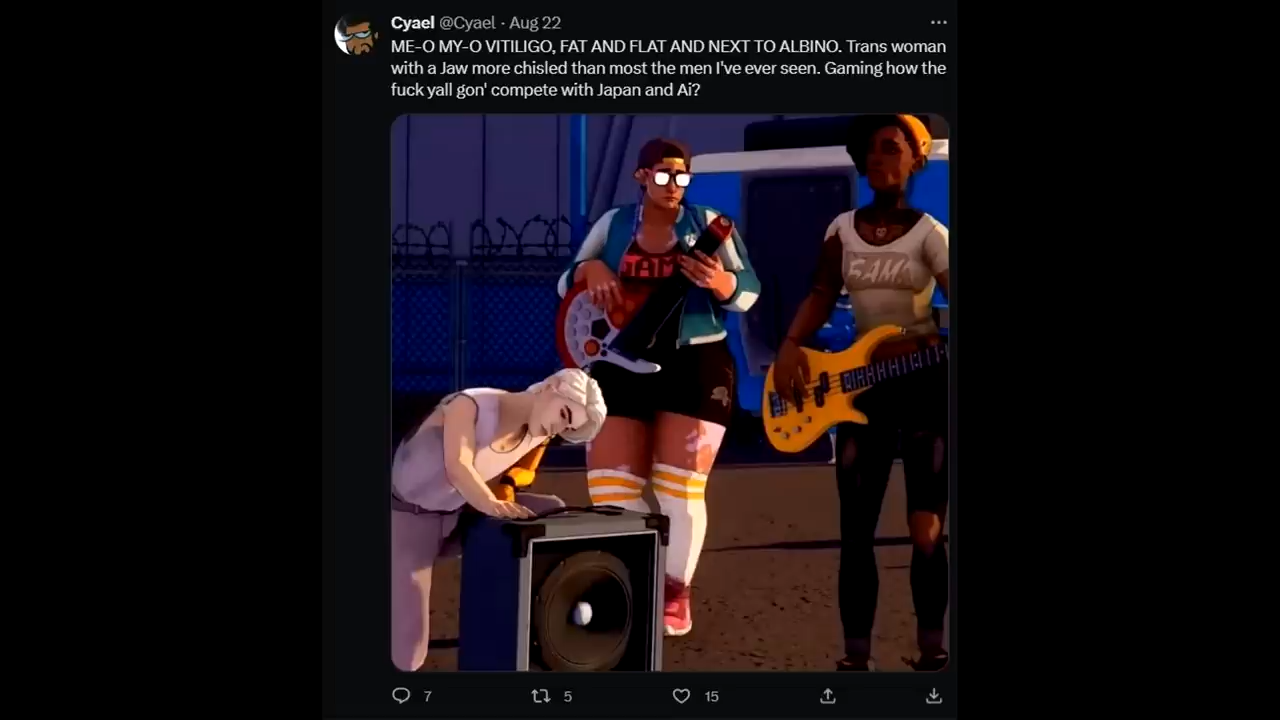 Cyael @Cyael · Aug 22
ME-O MY-O VITILIGO, FAT AND FLAT AND NEXT TO ALBINO. Trans woman
with a Jaw more chisled than most the men I've ever seen. Gaming how the
fuck yall gon' compete with Japan and Ai?
7 5 15